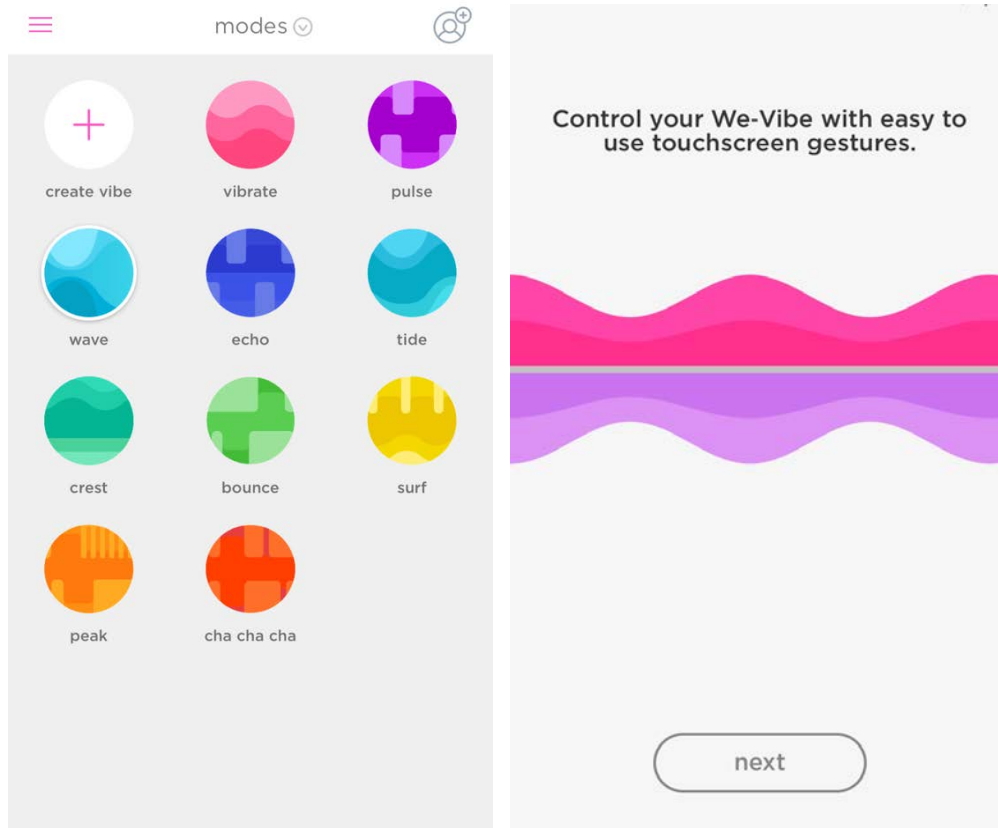 modes
create vibe
vibrate
pulse
wave
echo
tide
crest
bounce
surf
peak
cha cha cha
Control your We-Vibe with easy to
use touchscreen gestures.
next